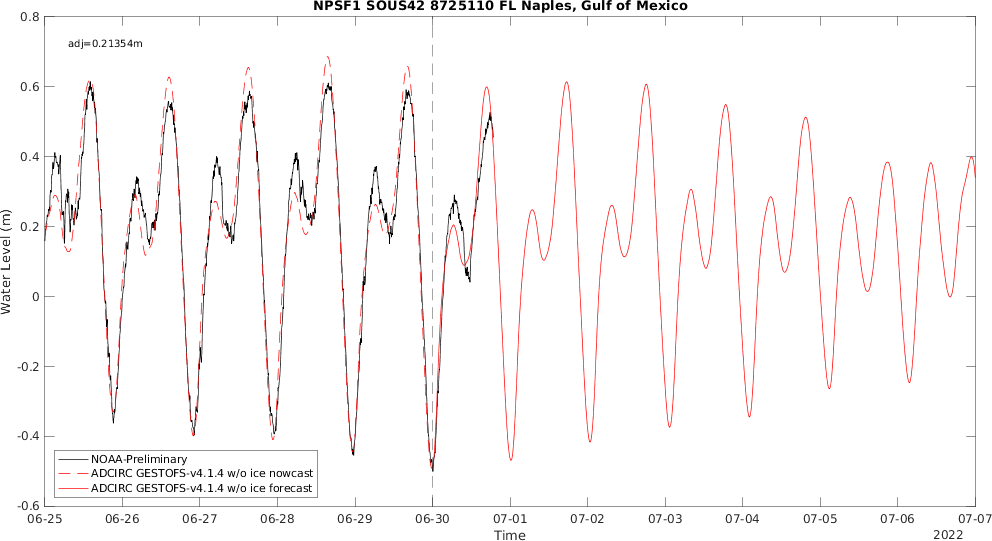 NPSF1 SOUS42 8725110 FL Naples, Gulf of Mexico
adj=0.21354m
0.8
0.6
0.4
0.2
0
-0.2
-0.4
-0.6
Water Level (m)
NOAA-Preliminary
ADCIRC GESTOFS-v4.1.4 w/o ice nowcast
ADCIRC GESTOFS-v4.1.4 w/o ice forecast
06-25 06-26 06-27 06-28 06-29 06-30 07-01 07-02 07-03 07-04 07-05 07-06 07-07
Time
2022